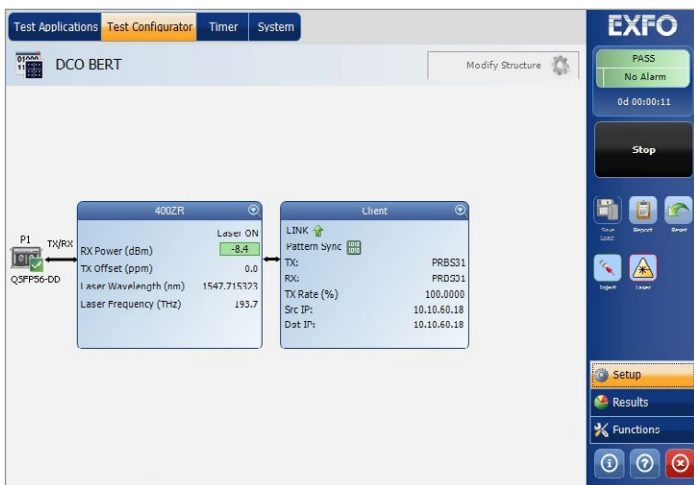 Test Applications Test Configurator Timer System
EXFO
DCO BERT
Modify Structure
PASS
No Alarm
0d 00:00:11
Stop
Save
Load
Report
Reset
Inject
Laser
P1
TX/RX
QSFP56-DD
400ZR
Laser ON
RX Power (dBm) -8.4
TX Offset (ppm) 0.0
Laser Wavelength (nm) 1547.715323
Laser Frequency (THz) 193.7
Client
LINK
Pattern Sync
TX: PRBS31
RX: PRBS31
TX Rate (%) 100.0000
Src IP: 10.10.60.18
Dst IP: 10.10.60.18
Setup
Results
Functions